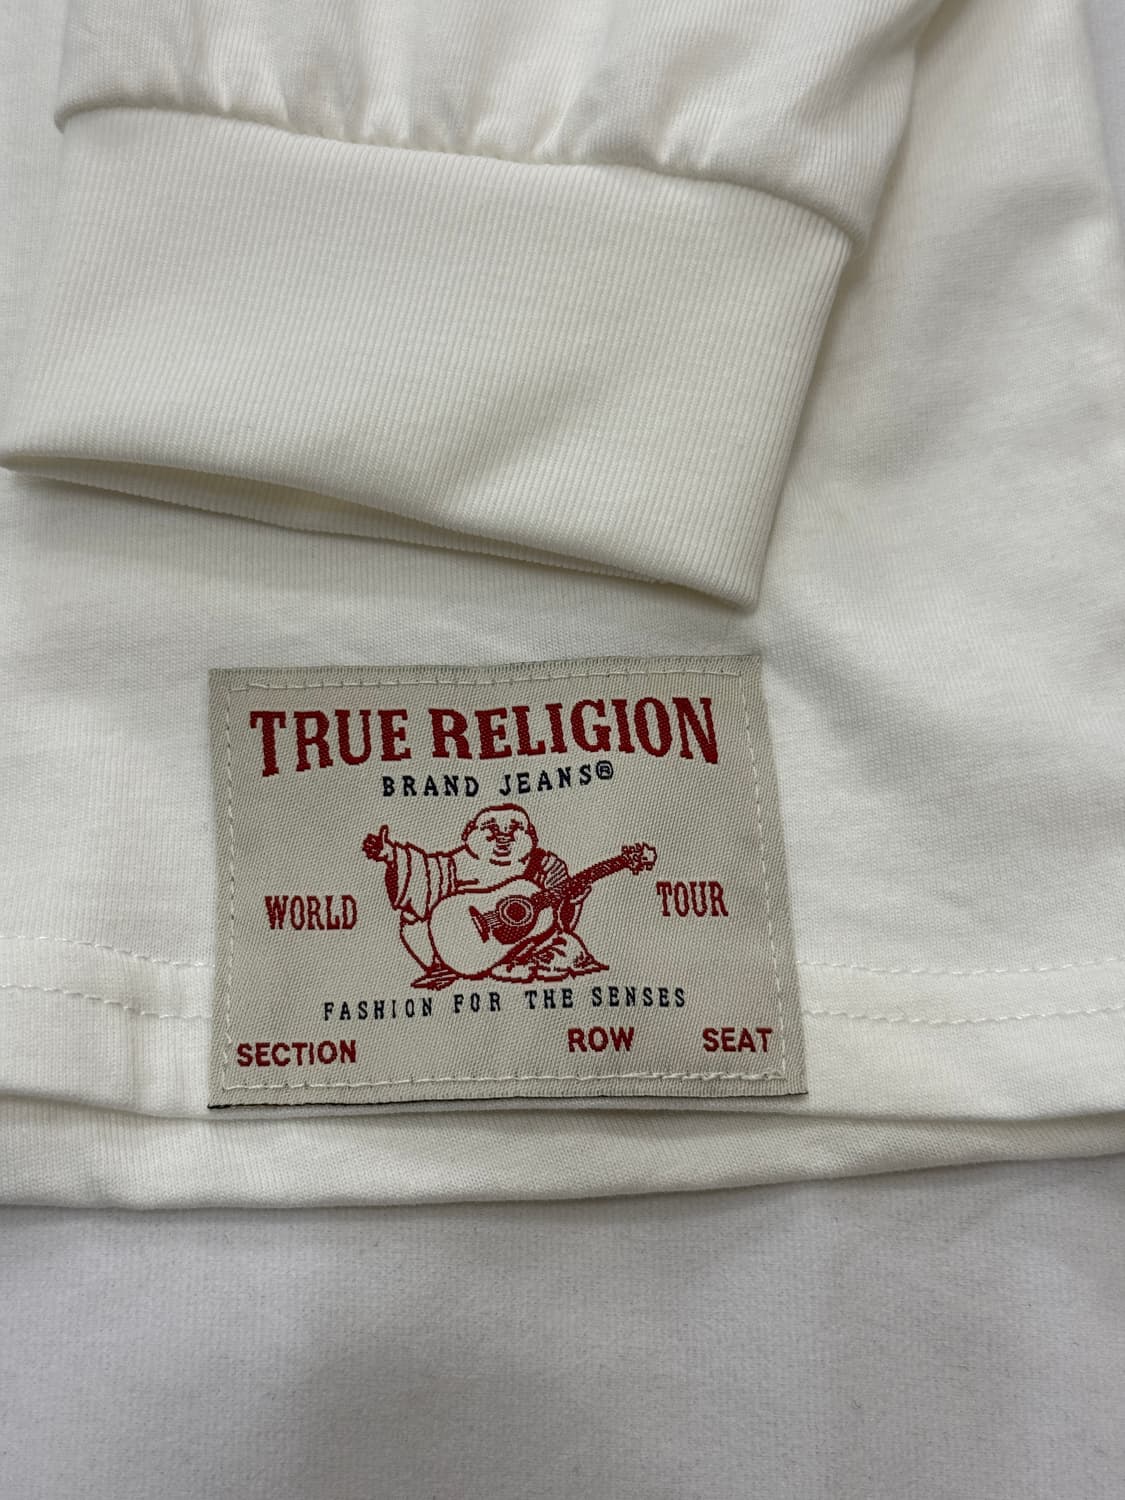 TRUE RELIGION
BRAND JEANS®
WORLD TOUR
FASHION FOR THE SENSES
SECTION ROW SEAT